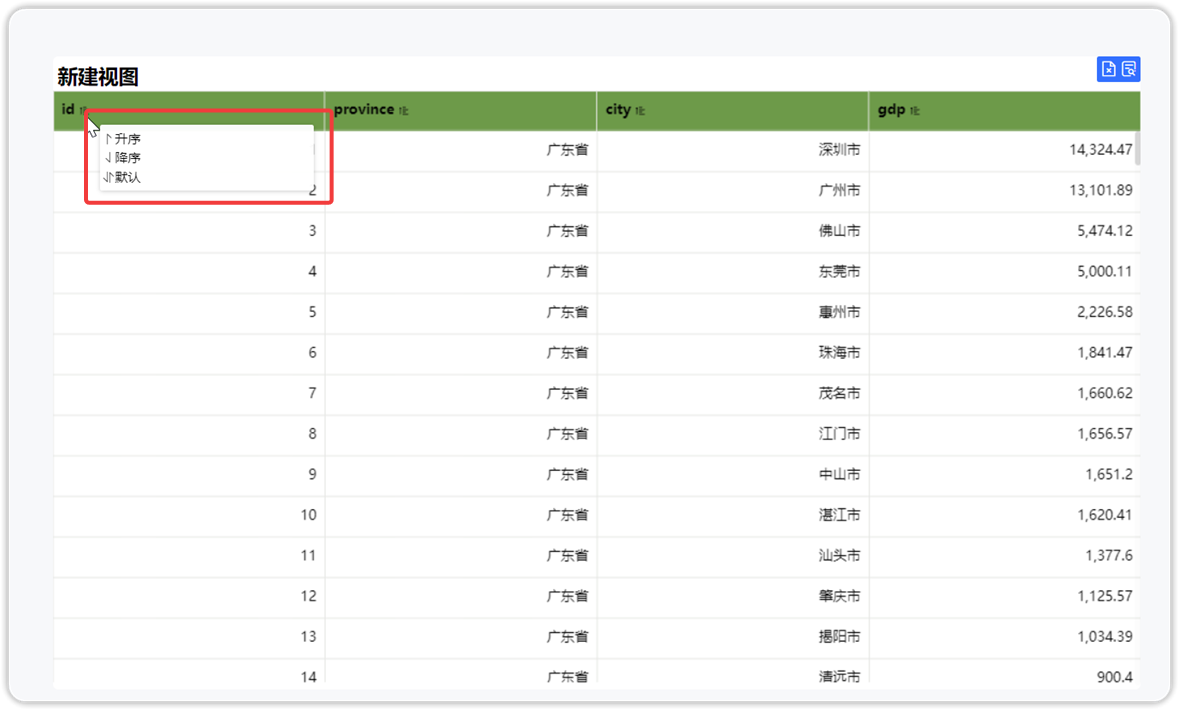 新建视图
id province city gdp
升序
降序
默认
广东省 深圳市 14,324.47
2 广东省 广州市 13,101.89
3 广东省 佛山市 5,474.12
4 广东省 东莞市 5,000.11
5 广东省 惠州市 2,226.58
6 广东省 珠海市 1,841.47
7 广东省 茂名市 1,660.62
8 广东省 江门市 1,656.57
9 广东省 中山市 1,651.2
10 广东省 湛江市 1,620.41
11 广东省 汕头市 1,377.6
12 广东省 肇庆市 1,125.57
13 广东省 揭阳市 1,034.39
14 广东省 清远市 900.4